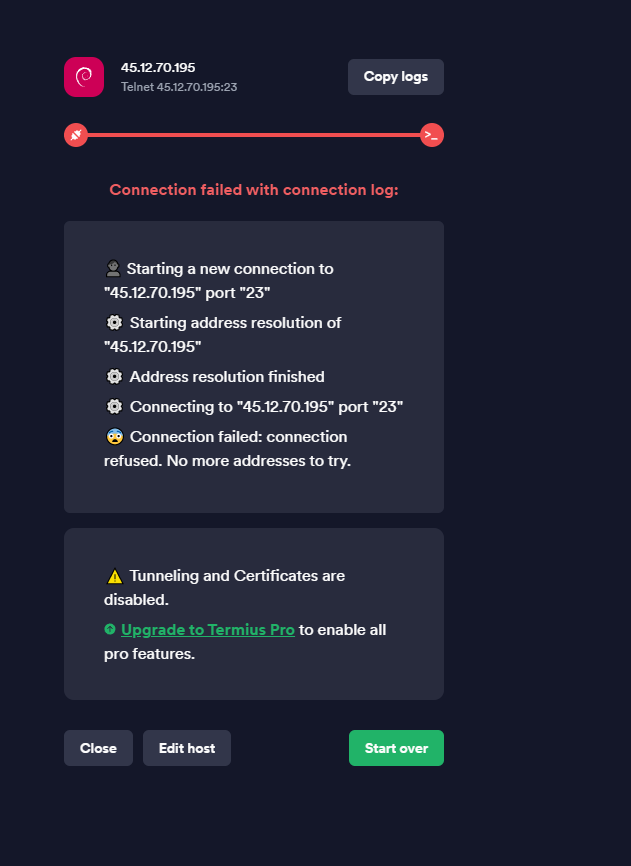 45.12.70.195
Telnet 45.12.70.195:23
Copy logs
Connection failed with connection log:
Starting a new connection to
"45.12.70.195" port "23"
Starting address resolution of
"45.12.70.195"
Address resolution finished
Connecting to "45.12.70.195" port "23"
Connection failed: connection
refused. No more addresses to try.
Tunneling and Certificates are
disabled.
Upgrade to Termius Pro to enable all
pro features.
Close
Edit host
Start over